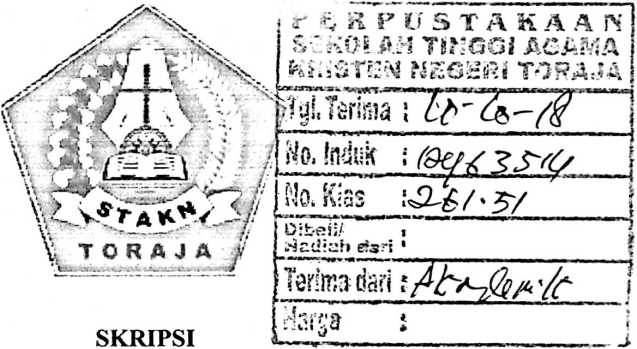 STAKN
TORAJA
PERPUSTAKAAN
SEKOLAH TINGGI AGAMA
KRISTEN NEGERI TORAJA
Tgl. Terima :
No. Induk :
No. Klas : 261.51
Dibeli/
Hadiah dari :
Terima dari : Akademik
Harga :
SKRIPSI